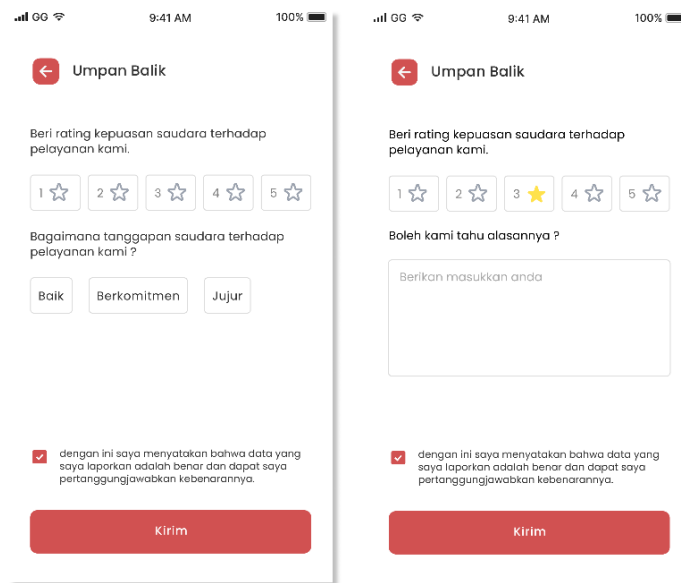 GG 9:41 AM 100%
Umpan Balik
Beri rating kepuasan saudara terhadap
pelayanan kami.
1 2 3 4 5
Bagaimana tanggapan saudara terhadap
pelayanan kami ?
Baik Berkomitmen Jujur
dengan ini saya menyatakan bahwa data yang
saya laporkan adalah benar dan dapat saya
pertanggungjawabkan kebenarannya.
Kirim
GG 9:41 AM 100%
Umpan Balik
Beri rating kepuasan saudara terhadap
pelayanan kami.
1 2 3 4 5
Boleh kami tahu alasannya ?
Berikan masukkan anda
dengan ini saya menyatakan bahwa data yang
saya laporkan adalah benar dan dapat saya
pertanggungjawabkan kebenarannya.
Kirim